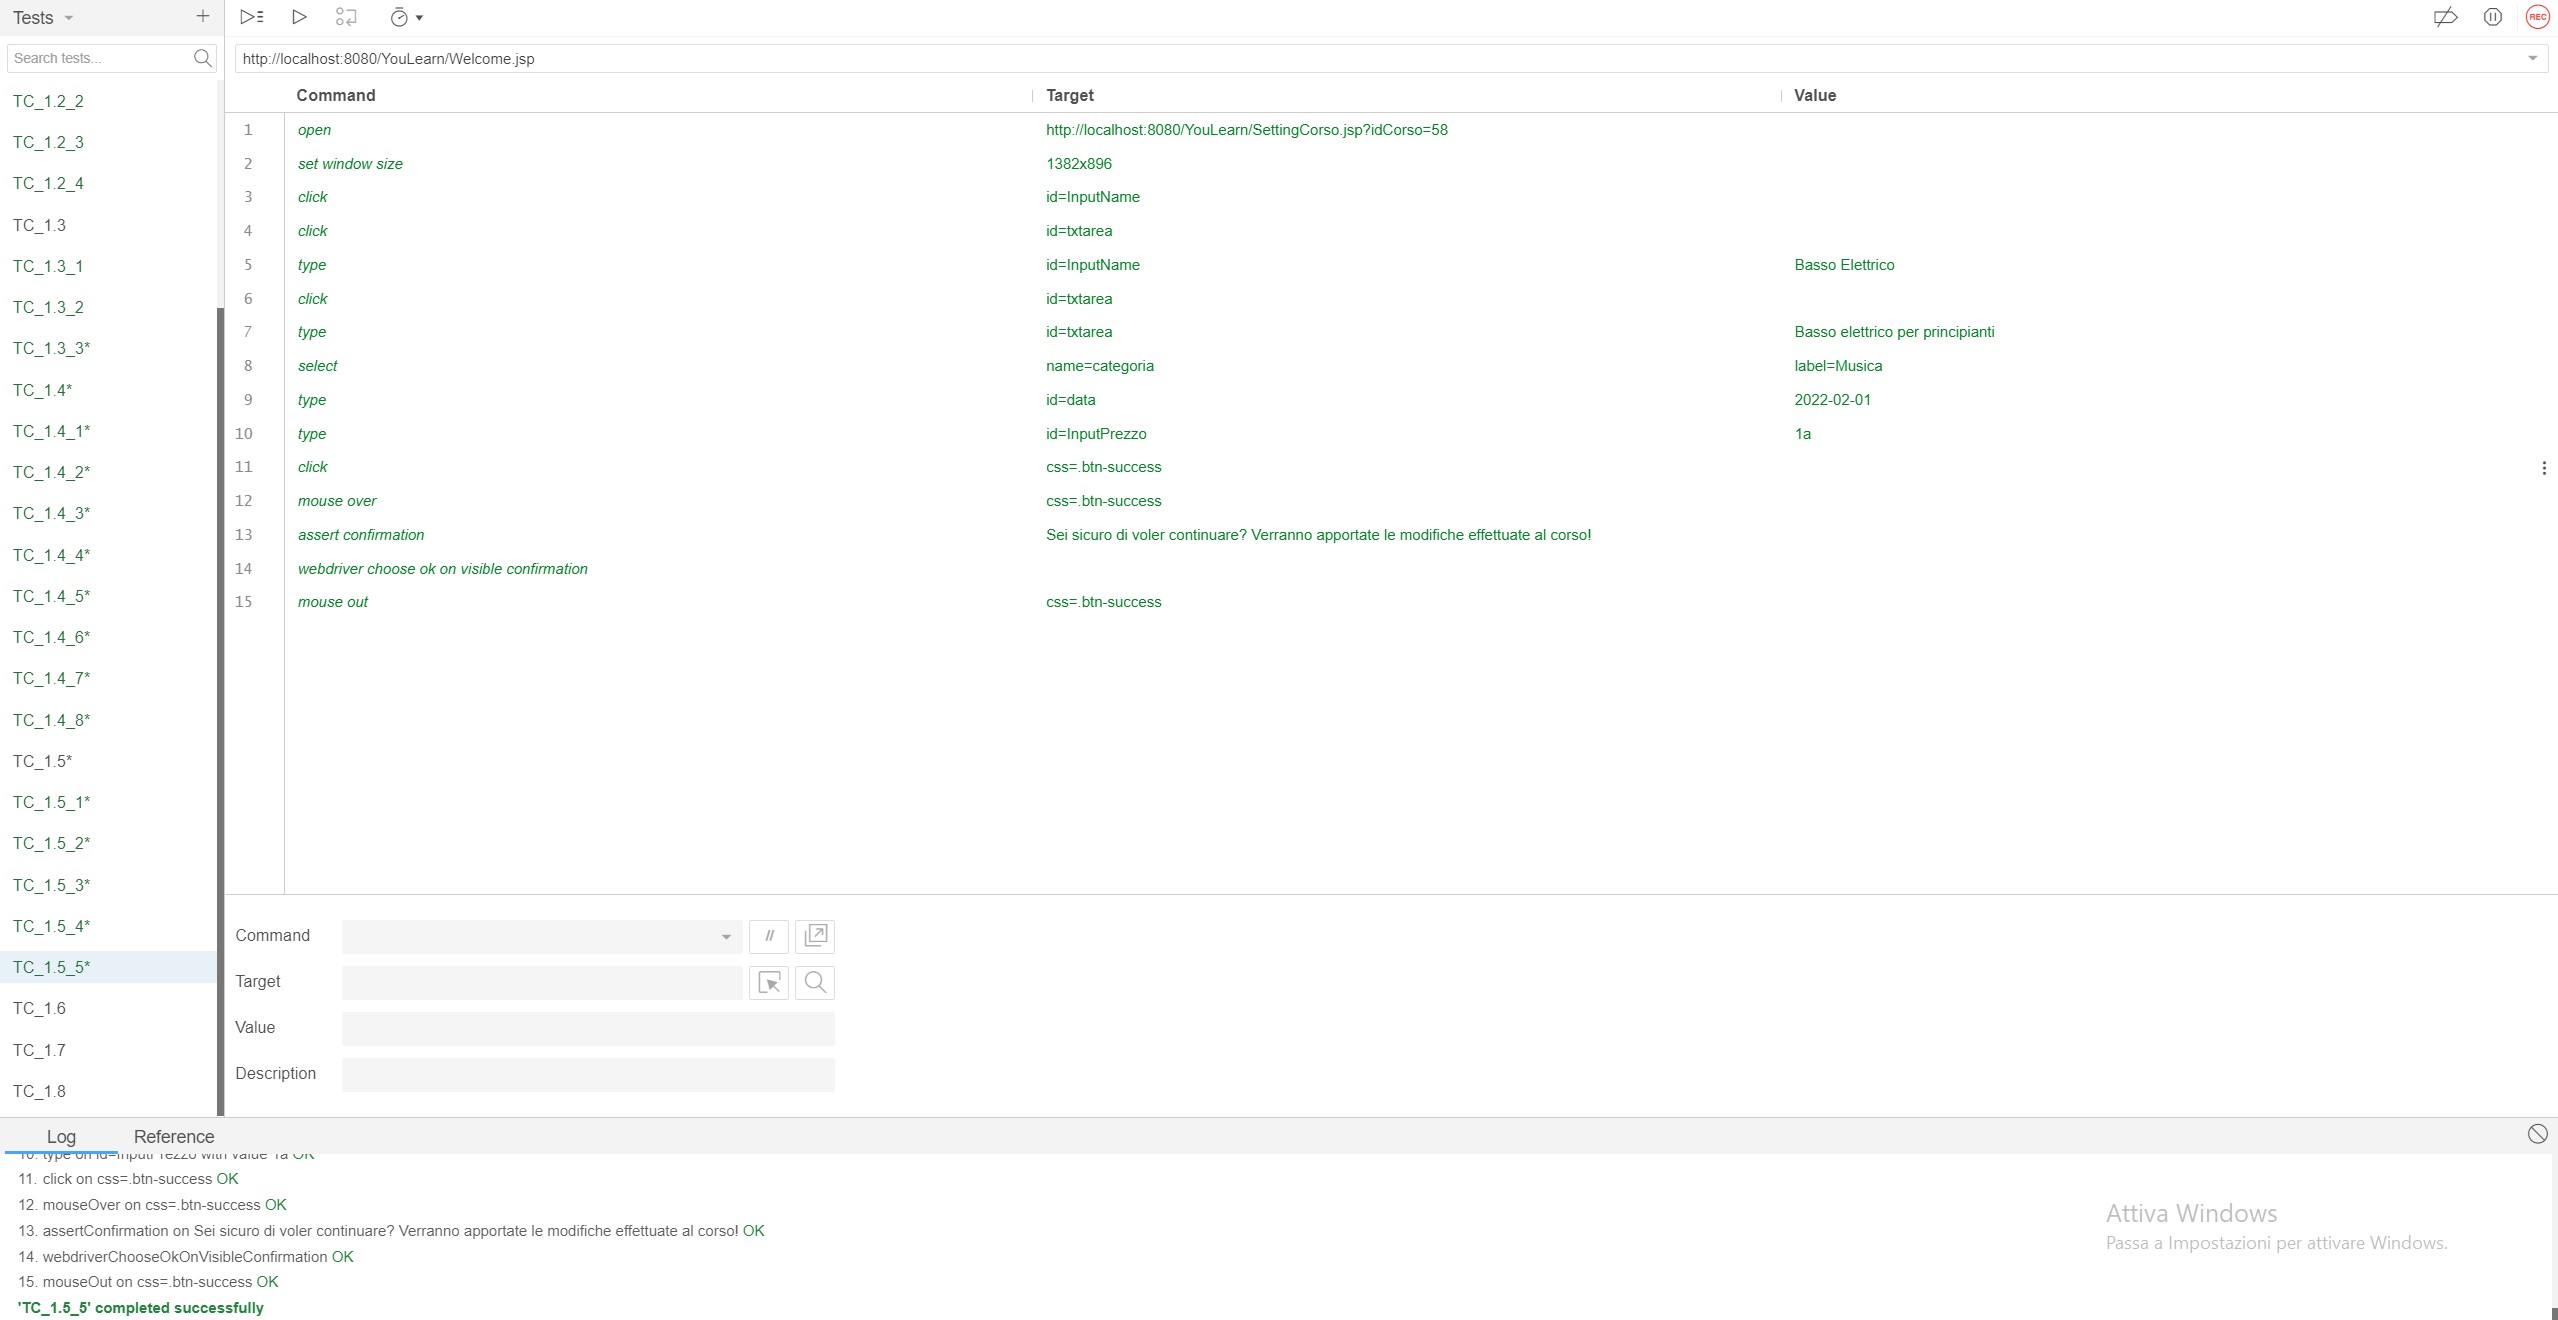 Tests
Search tests...
TC_1.2_2
TC_1.2_3
TC_1.2_4
TC_1.3
TC_1.3_1
TC_1.3_2
TC_1.3_3*
TC_1.4*
TC_1.4_1*
TC_1.4_2*
TC_1.4_3*
TC_1.4_4*
TC_1.4_5*
TC_1.4_6*
TC_1.4_7*
TC_1.4_8*
TC_1.5*
TC_1.5_1*
TC_1.5_2*
TC_1.5_3*
TC_1.5_4*
TC_1.5_5*
TC_1.6
TC_1.7
TC_1.8
REC
http://localhost:8080/YouLearn/Welcome.jsp
Command Target Value
1 open http://localhost:8080/YouLearn/SettingCorso.jsp?idCorso=58
2 set window size 1382x896
3 click id=InputName
4 click id=txtarea
5 type id=InputName Basso Elettrico
6 click id=txtarea
7 type id=txtarea Basso elettrico per principianti
8 select name=categoria label=Musica
9 type id=data 2022-02-01
10 type id=InputPrezzo 1a
11 click css=.btn-success
12 mouse over css=.btn-success
13 assert confirmation Sei sicuro di voler continuare? Verranno apportate le modifiche effettuate al corso!
14 webdriver choose ok on visible confirmation
15 mouse out css=.btn-success
Command //
Target
Value
Description
Log Reference
10. type on id=InputPrezzo with value 1a OK
11. click on css=.btn-success OK
12. mouseOver on css=.btn-success OK
13. assertConfirmation on Sei sicuro di voler continuare? Verranno apportate le modifiche effettuate al corso! OK
14. webdriverChooseOkOnVisibleConfirmation OK
15. mouseOut on css=.btn-success OK
'TC_1.5_5' completed successfully
Attiva Windows
Passa a Impostazioni per attivare Windows.